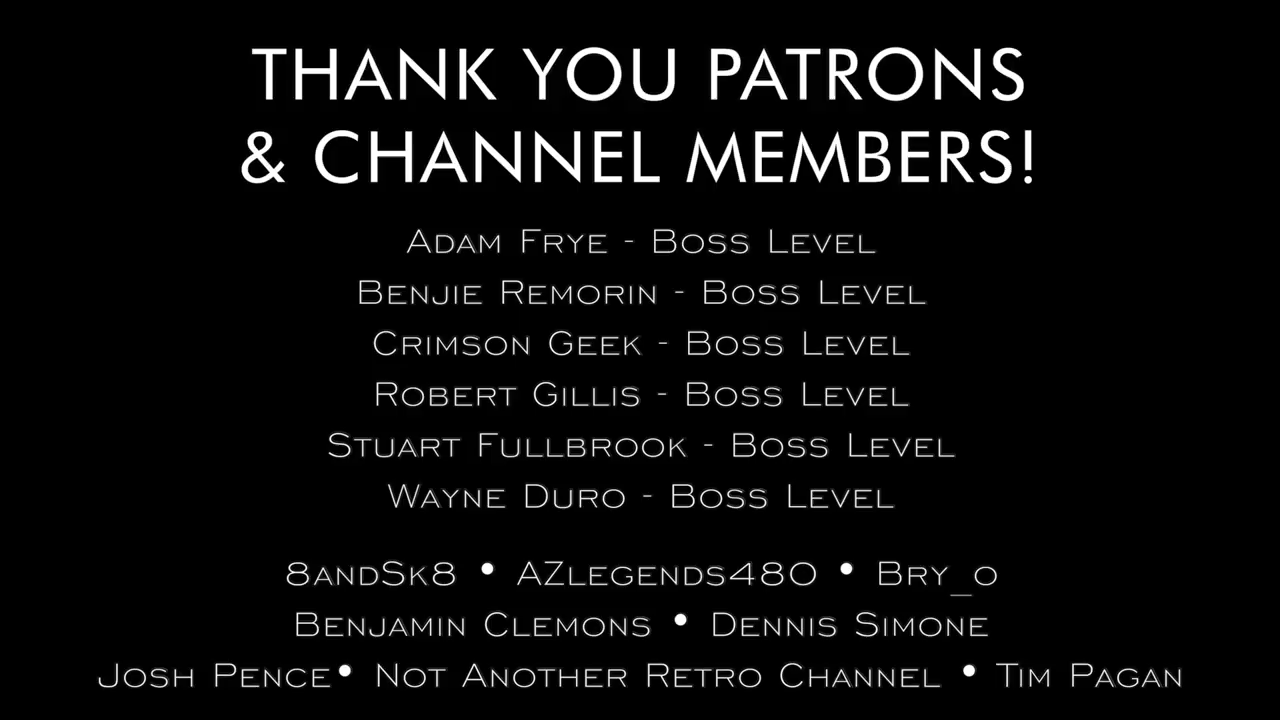 THANK YOU PATRONS
& CHANNEL MEMBERS!
Adam Frye - Boss Level
Benjie Remorin - Boss Level
Crimson Geek - Boss Level
Robert Gillis - Boss Level
Stuart Fullbrook - Boss Level
Wayne Duro - Boss Level
8andSk8 • AZlegends480 • Bry_o
Benjamin Clemons • Dennis Simone
Josh Pence• Not Another Retro Channel • Tim Pagan